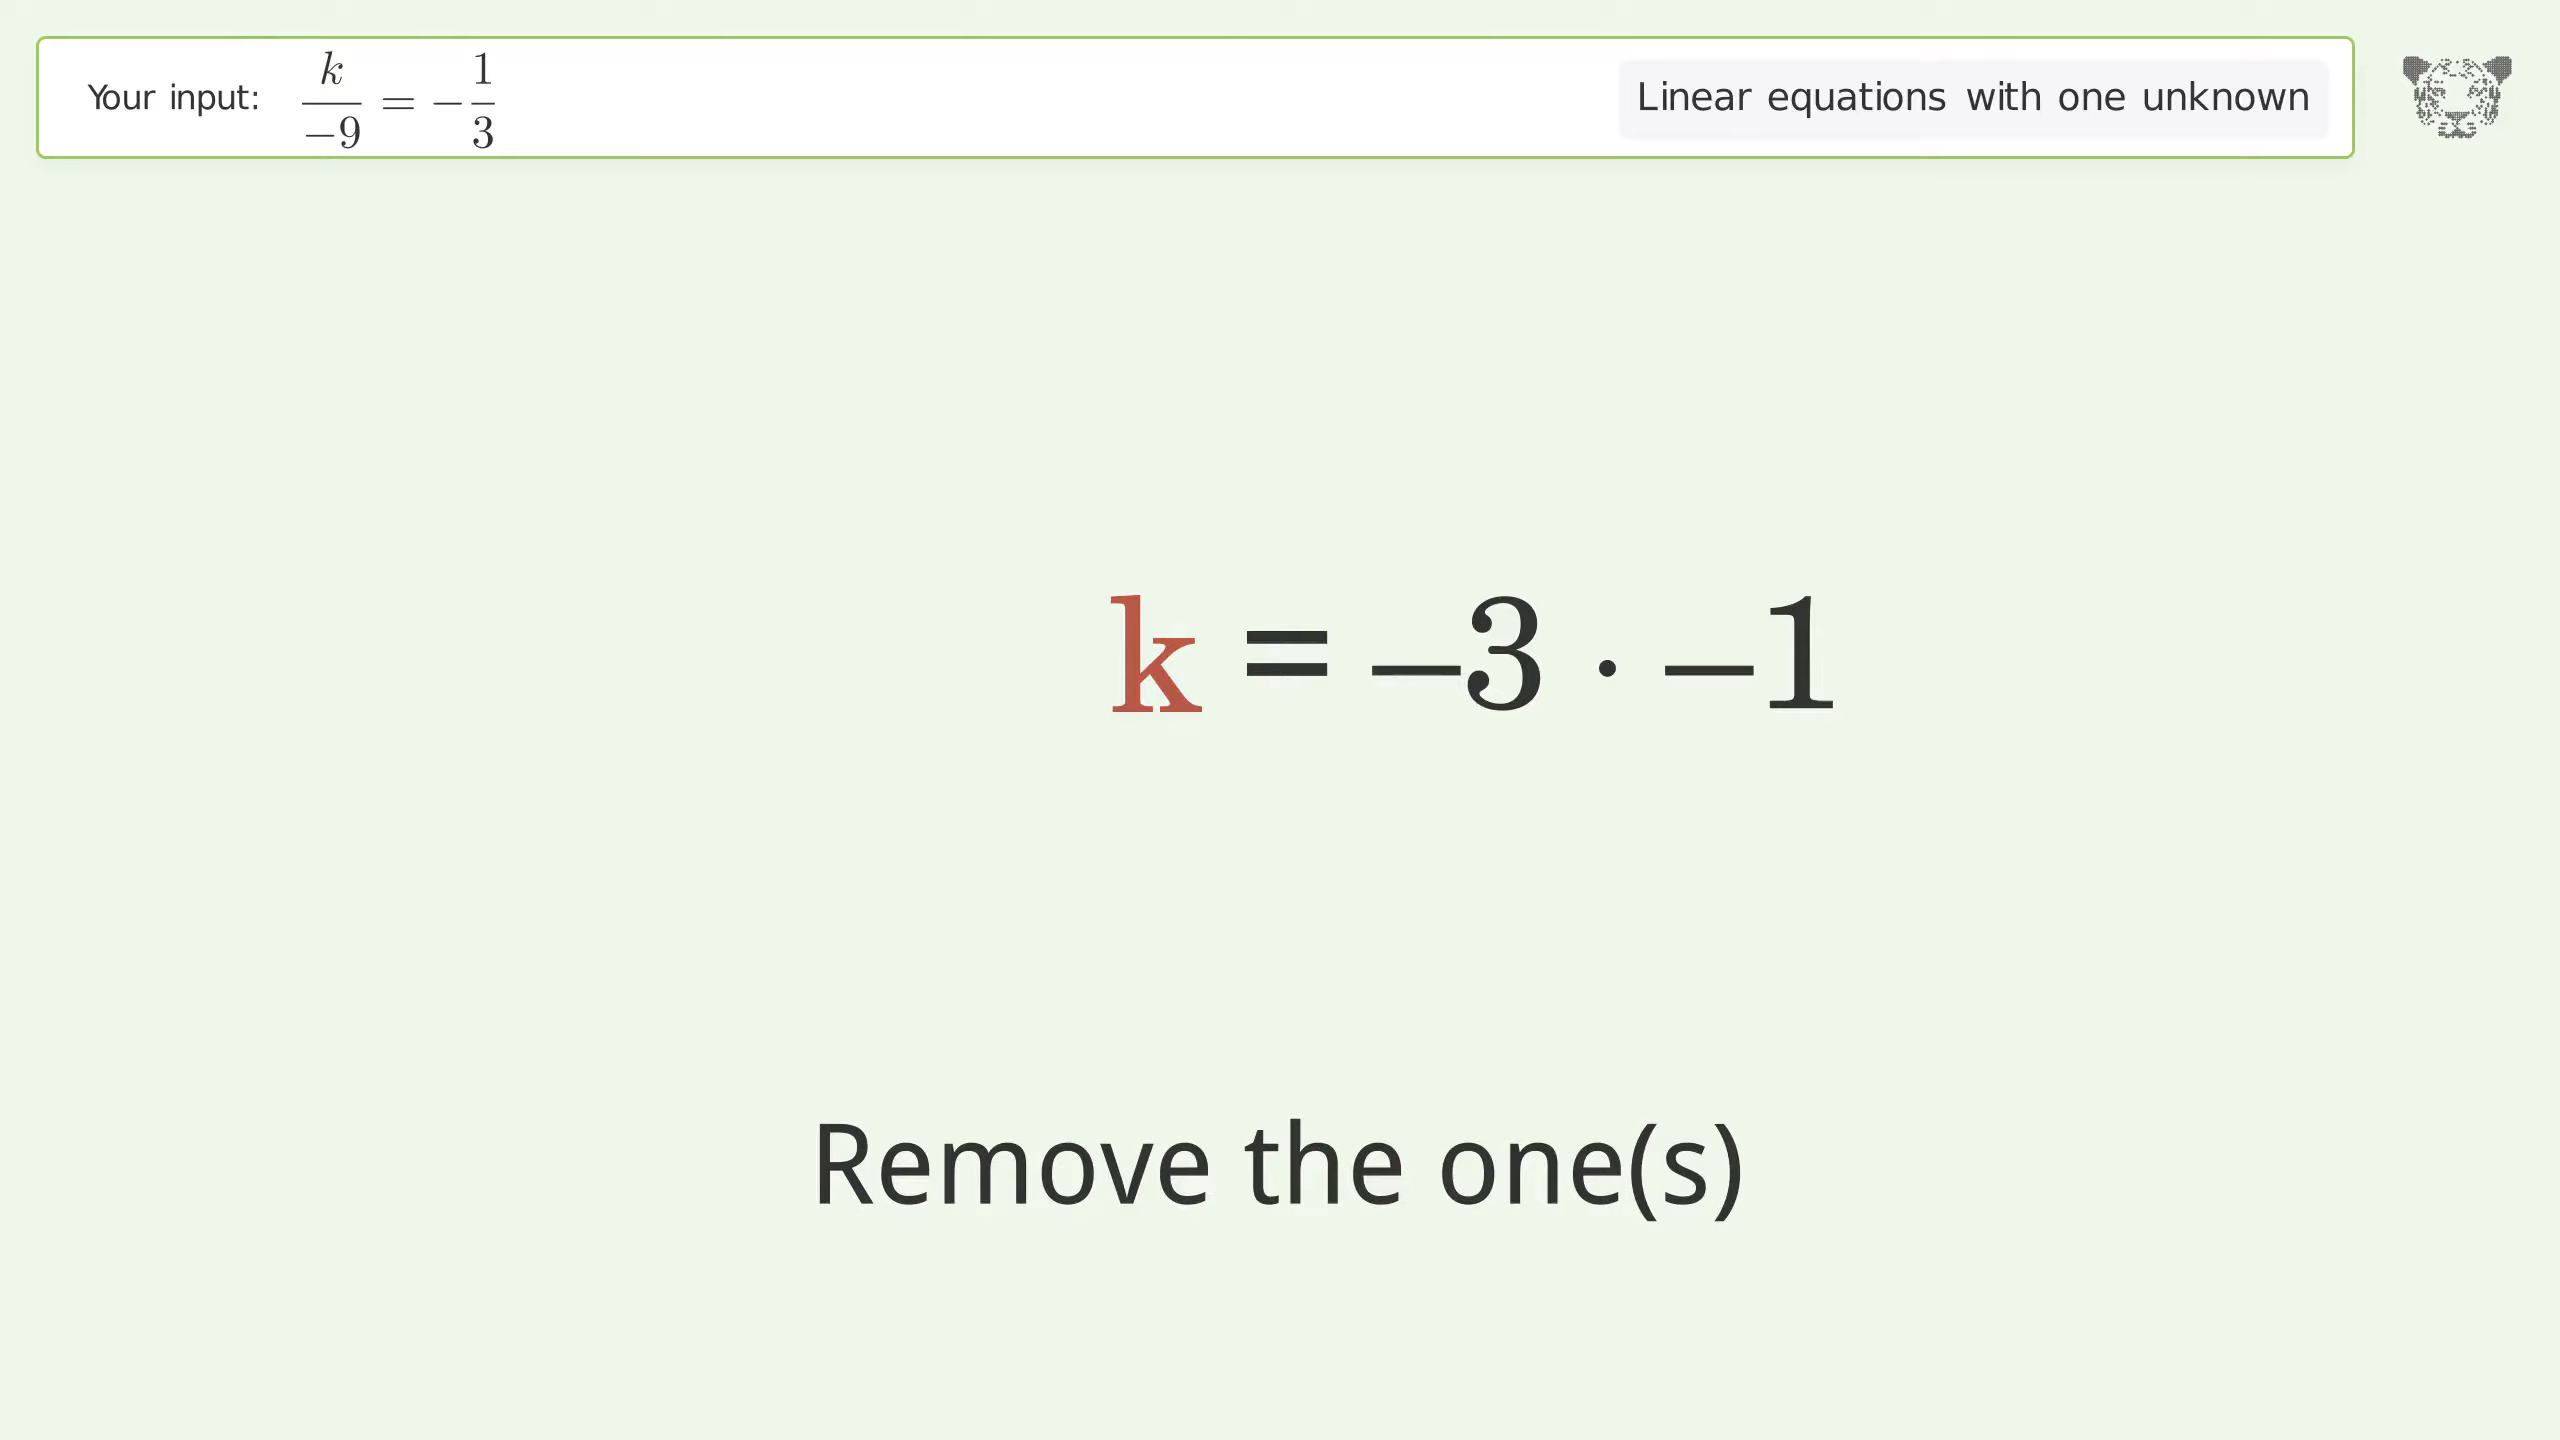 Your input: k/−9 = −1/3
Linear equations with one unknown
k = −3 · −1
Remove the one(s)